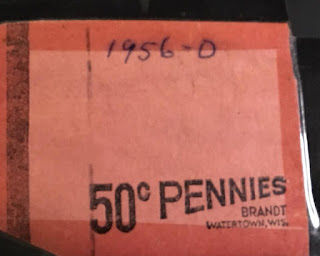 1956-D
50¢ PENNIES
BRANDT
WATERTOWN, WIS.